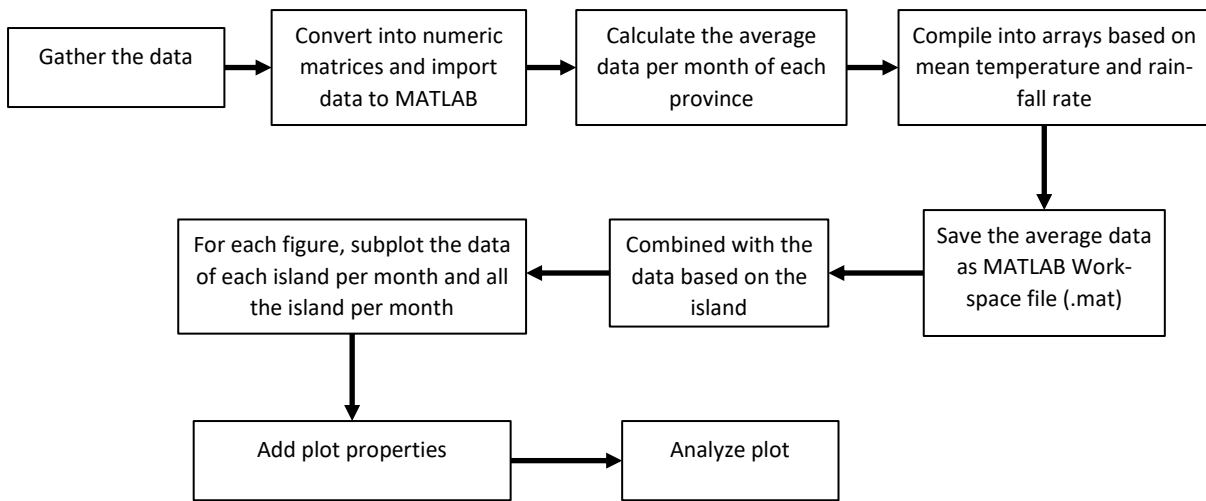 Gather the data
Convert into numeric
matrices and import
data to MATLAB
Calculate the average
data per month of each
province
Compile into arrays based on
mean temperature and rain-
fall rate
Save the average data
as MATLAB Work-
space file (.mat)
Combined with the
data based on the
island
For each figure, subplot the data
of each island per month and all
the island per month
Add plot properties
Analyze plot